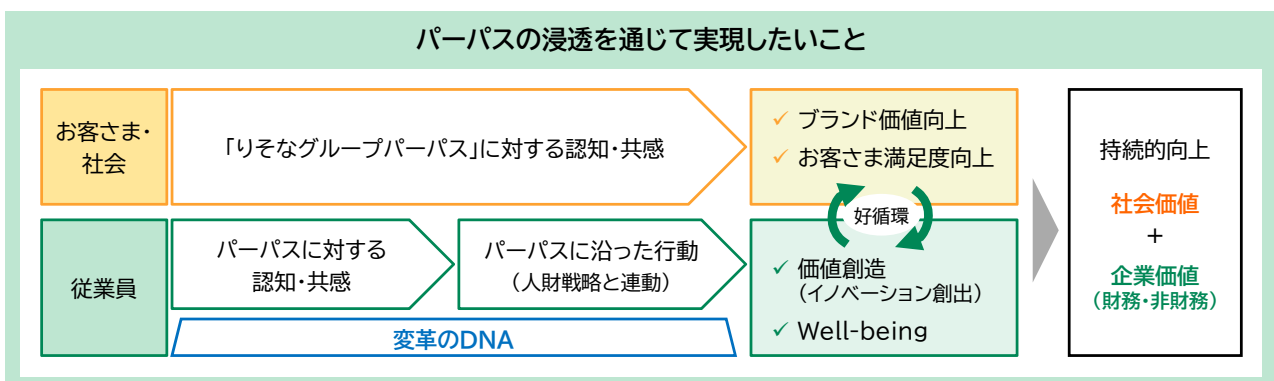 パーパスの浸透を通じて実現したいこと
お客さま・
社会
「りそなグループパーパス」に対する認知・共感
✓ ブランド価値向上
✓ お客さま満足度向上
好循環
従業員
パーパスに対する
認知・共感
パーパスに沿った行動
（人財戦略と連動）
変革のDNA
✓ 価値創造
（イノベーション創出）
✓ Well-being
持続的向上
社会価値
+
企業価値
（財務・非財務）